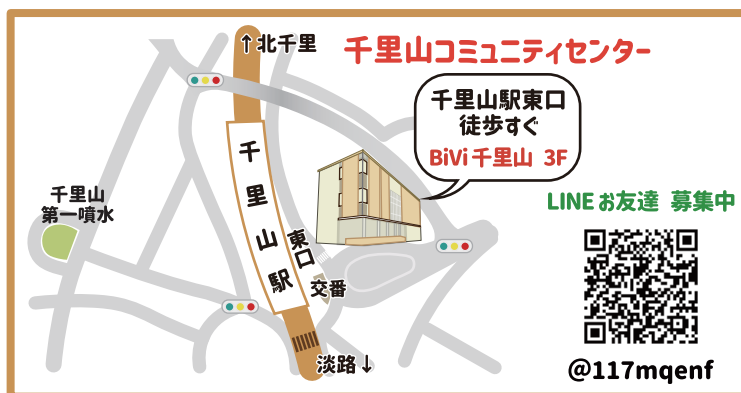 ↑北千里
千里山コミュニティセンター
千里山駅東口
徒歩すぐ
BiVi千里山 3F
千里山
第一噴水
千里山駅
東口
交番
淡路↓
LINEお友達 募集中
@117mqenf